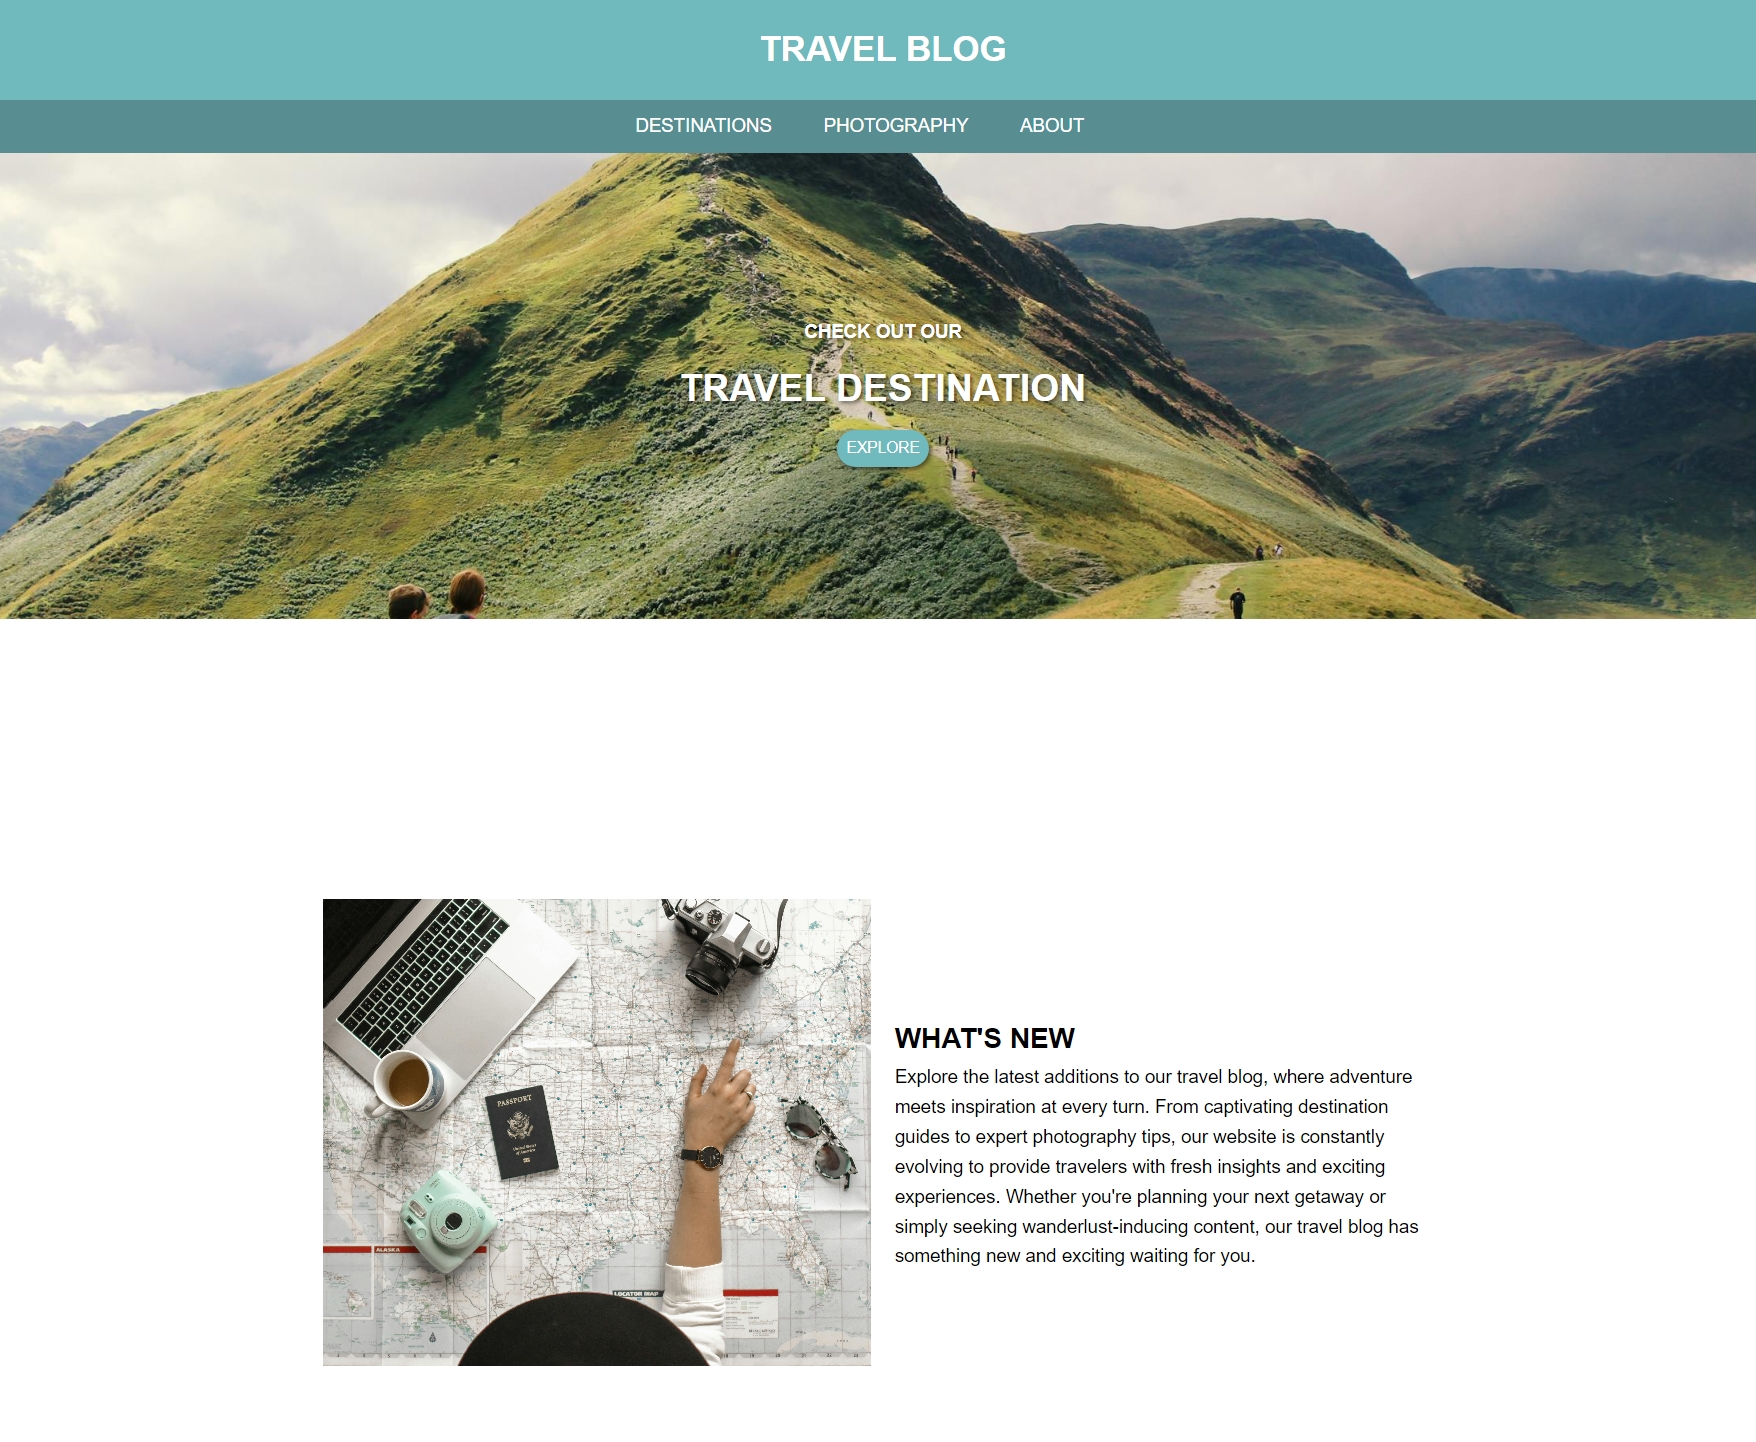 TRAVEL BLOG
DESTINATIONS PHOTOGRAPHY ABOUT
CHECK OUT OUR
TRAVEL DESTINATION
EXPLORE
PASSPORT
United States
of America
ALASKA
LOCATOR MAP
WHAT'S NEW
Explore the latest additions to our travel blog, where adventure
meets inspiration at every turn. From captivating destination
guides to expert photography tips, our website is constantly
evolving to provide travelers with fresh insights and exciting
experiences. Whether you're planning your next getaway or
simply seeking wanderlust-inducing content, our travel blog has
something new and exciting waiting for you.